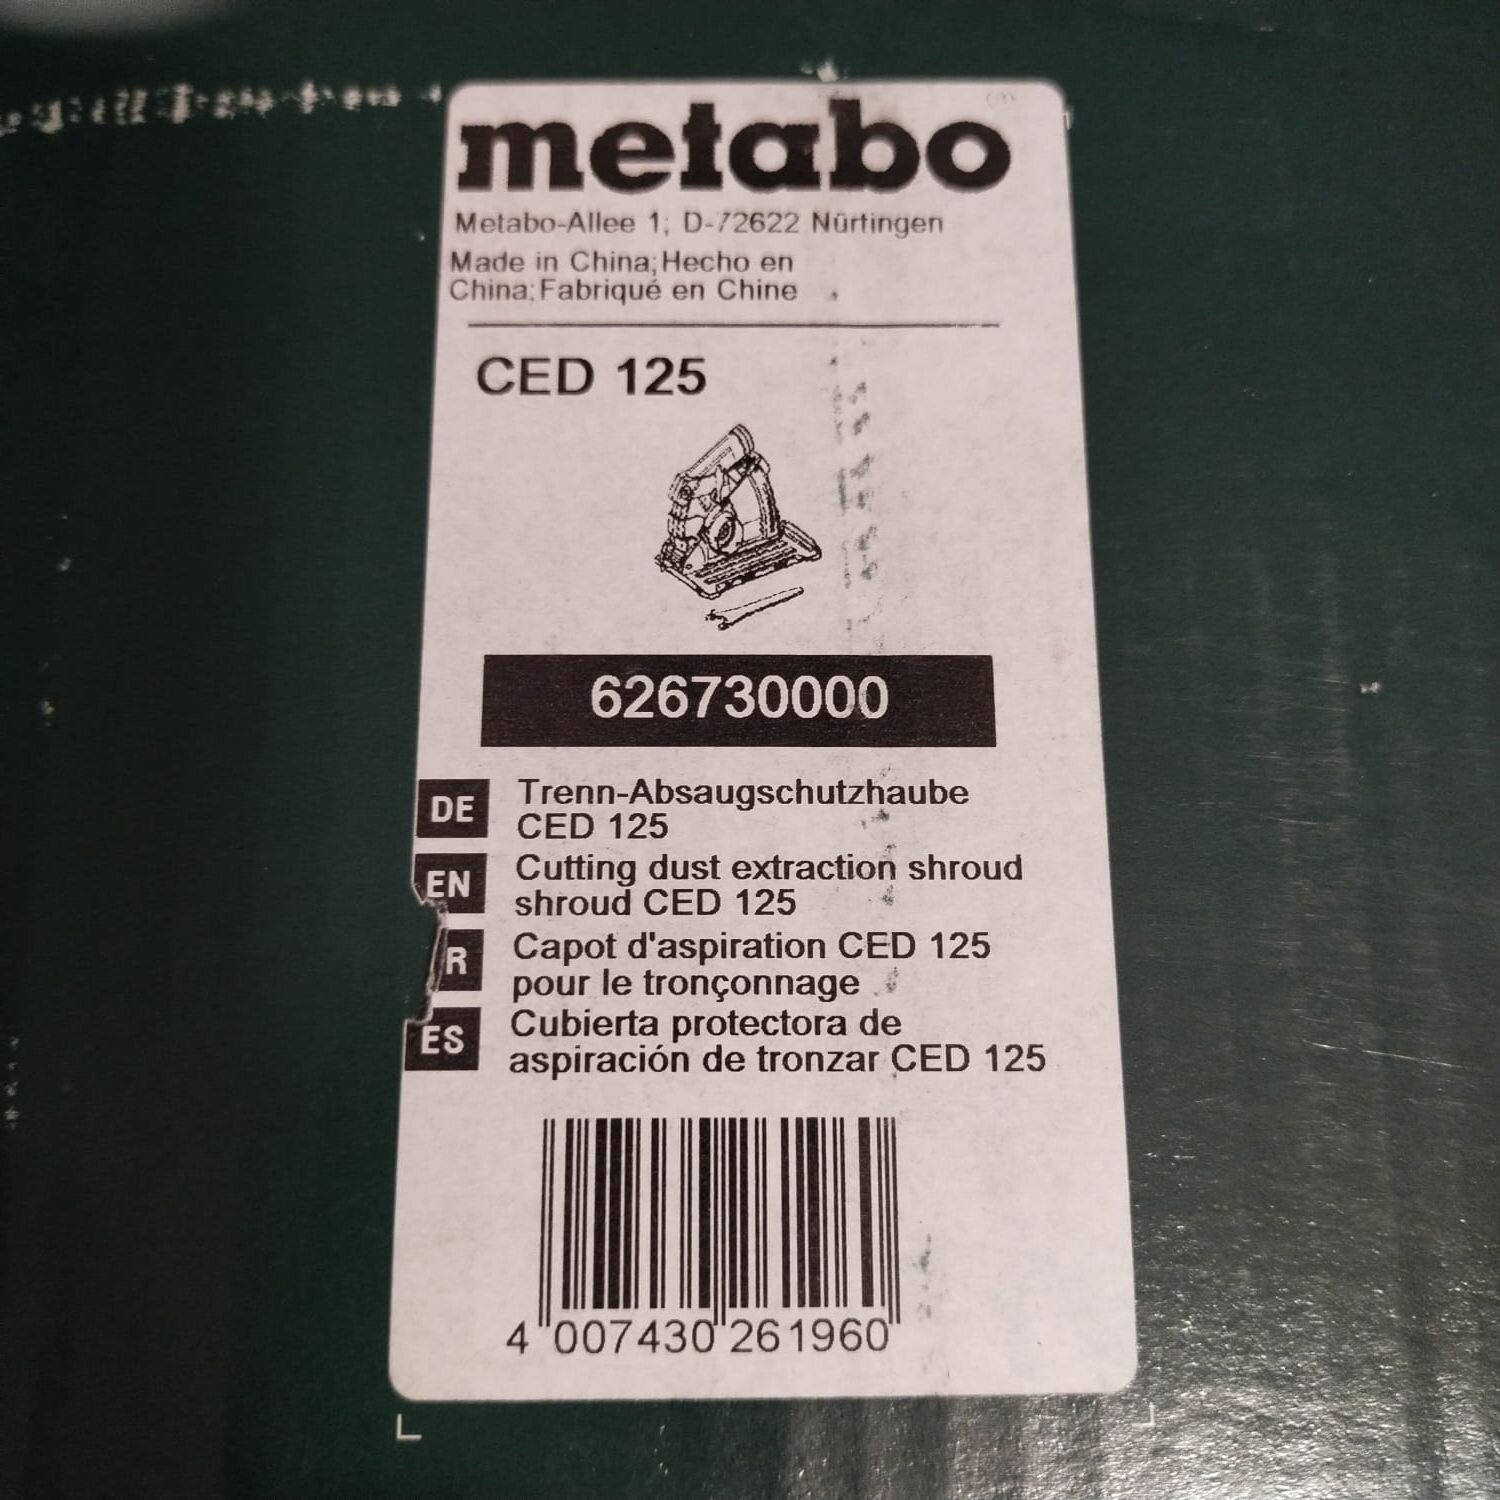 metabo
Metabo-Allee 1; D-72622 Nürtingen
Made in China;Hecho en
China;Fabriqué en Chine
CED 125
626730000
DE Trenn-Absaugschutzhaube
CED 125
EN Cutting dust extraction shroud
shroud CED 125
R Capot d'aspiration CED 125
pour le tronçonnage
ES Cubierta protectora de
aspiración de tronzar CED 125
4 007430 261960